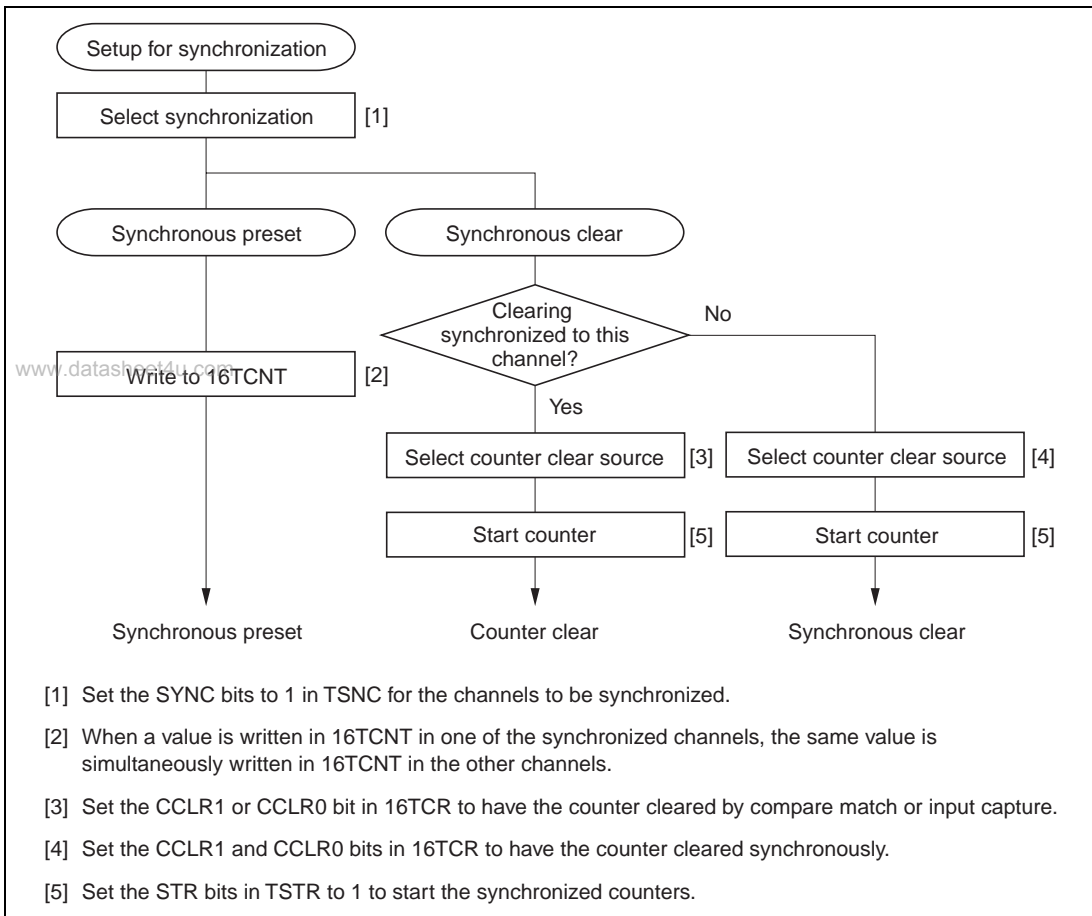 Setup for synchronization
Select synchronization [1]
Synchronous preset
Synchronous clear
Clearing
synchronized to this
channel?
No
www.datasheet4u.com
Write to 16TCNT [2]
Yes
Select counter clear source [3]
Select counter clear source [4]
Start counter [5]
Start counter [5]
Synchronous preset
Counter clear
Synchronous clear
[1] Set the SYNC bits to 1 in TSNC for the channels to be synchronized.
[2] When a value is written in 16TCNT in one of the synchronized channels, the same value is
simultaneously written in 16TCNT in the other channels.
[3] Set the CCLR1 or CCLR0 bit in 16TCR to have the counter cleared by compare match or input capture.
[4] Set the CCLR1 and CCLR0 bits in 16TCR to have the counter cleared synchronously.
[5] Set the STR bits in TSTR to 1 to start the synchronized counters.